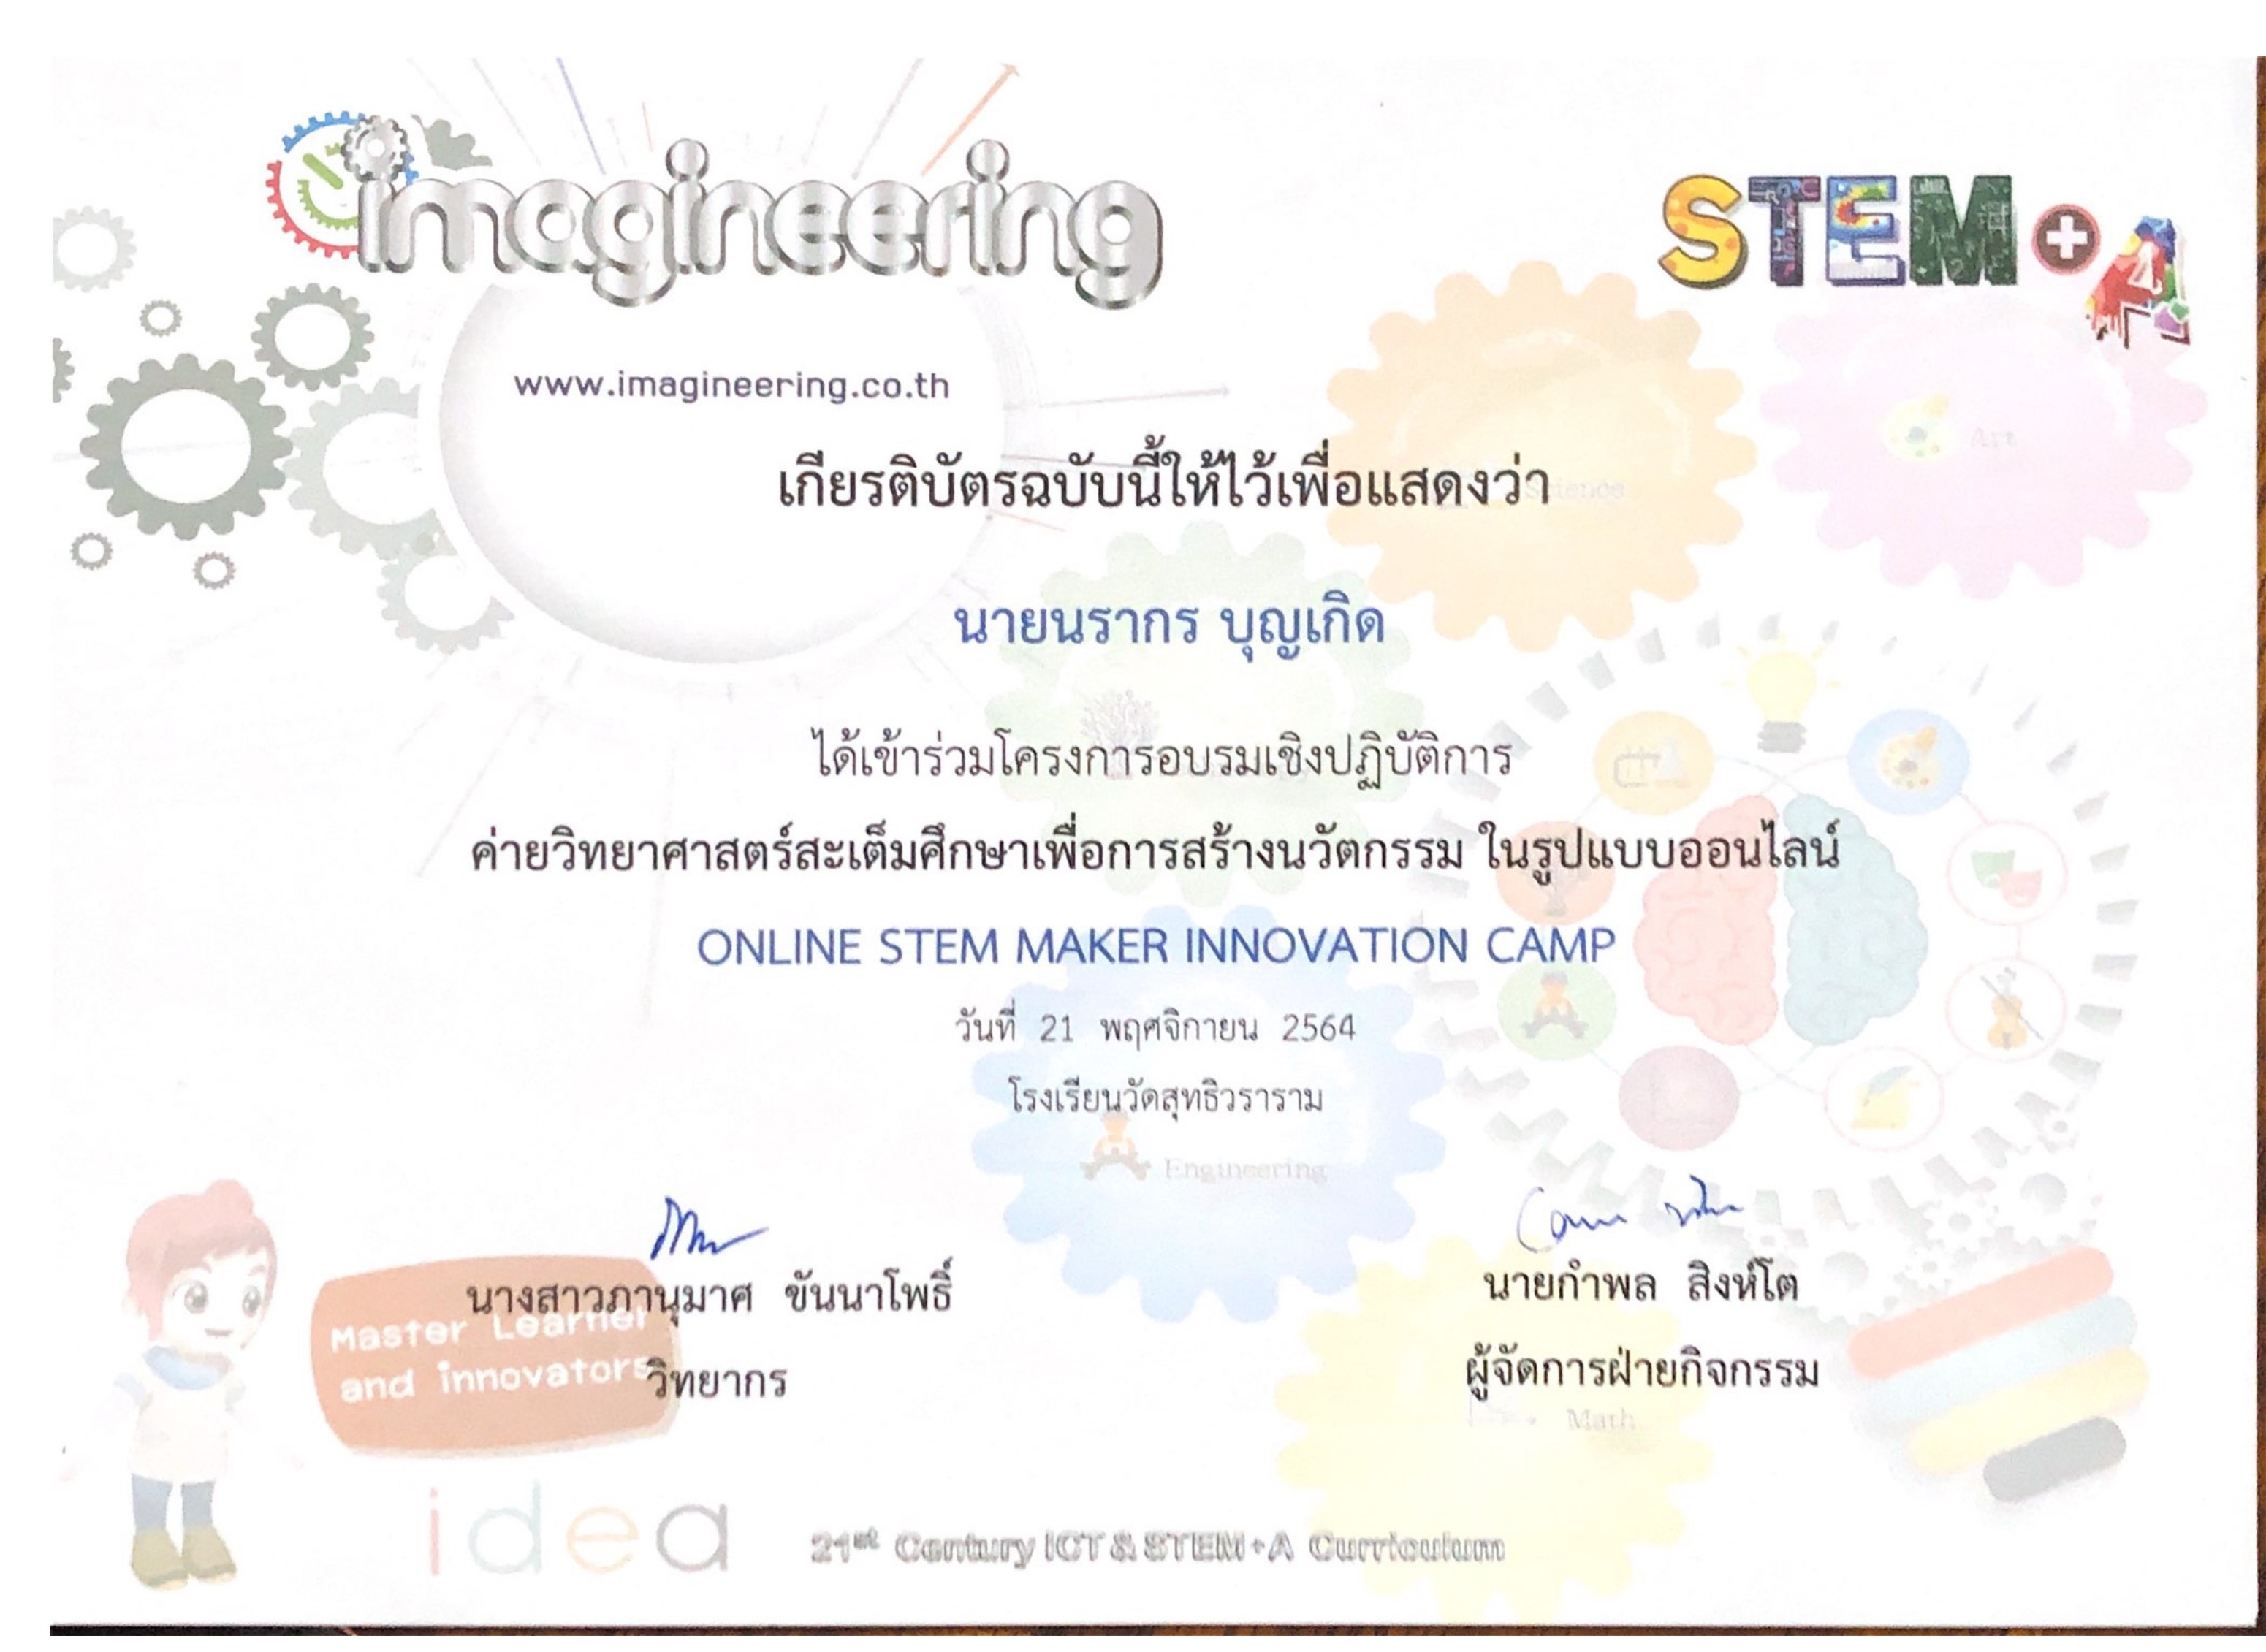 imagineering
STEM+A
www.imagineering.co.th
Art
เกียรติบัตรฉบับนี้ให้ไว้เพื่อแสดงว่า
Science
นายนรากร บุญเกิด
ได้เข้าร่วมโครงการอบรมเชิงปฏิบัติการ
ค่ายวิทยาศาสตร์สะเต็มศึกษาเพื่อการสร้างนวัตกรรม ในรูปแบบออนไลน์
ONLINE STEM MAKER INNOVATION CAMP
วันที่ 21 พฤศจิกายน 2564
โรงเรียนวัดสุทธิวราราม
Engineering
นางสาวภานุมาศ ขันนาโพธิ์
นายกำพล สิงห์โต
Master Learner
and innovators
วิทยากร
ผู้จัดการฝ่ายกิจกรรม
Math
idea
21st Century ICT & STEM+A Curriculum